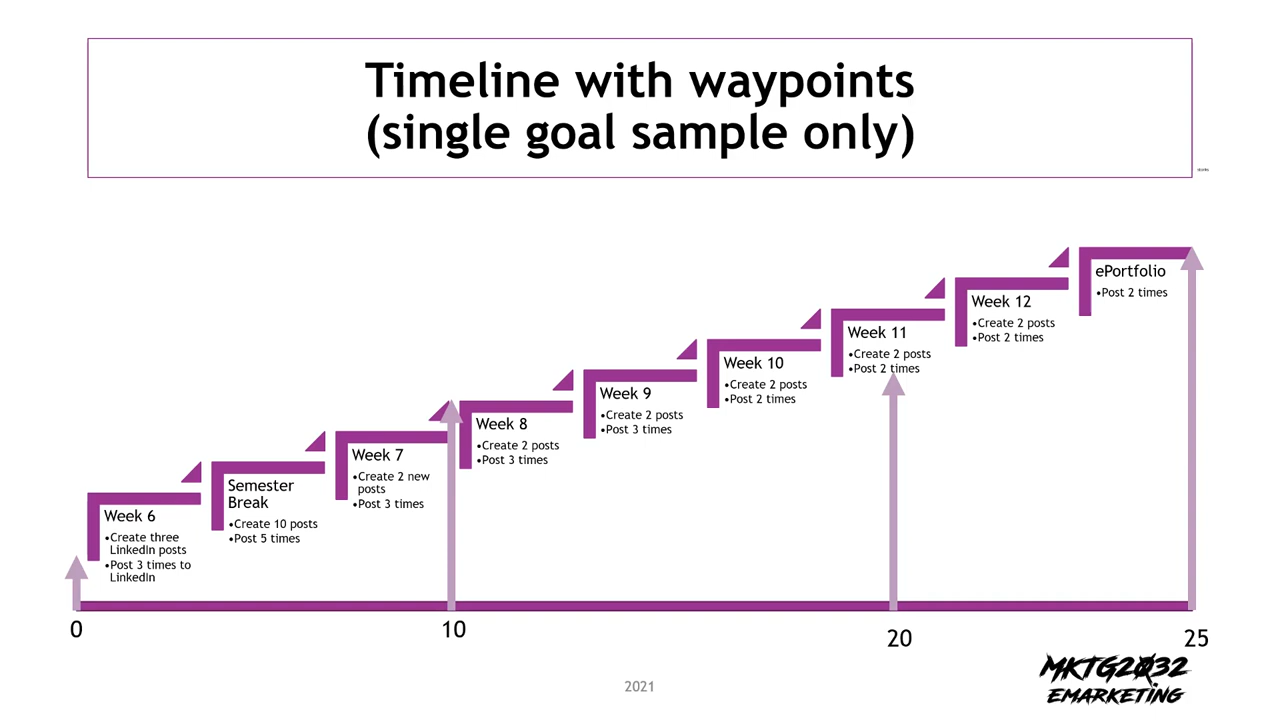 Timeline with waypoints
(single goal sample only)
Week 6
•Create three
LinkedIn posts
•Post 3 times to
LinkedIn
Semester
Break
•Create 10 posts
•Post 5 times
Week 7
•Create 2 new
posts
•Post 3 times
Week 8
•Create 2 posts
•Post 3 times
Week 9
•Create 2 posts
•Post 3 times
Week 10
•Create 2 posts
•Post 2 times
Week 11
•Create 2 posts
•Post 2 times
Week 12
•Create 2 posts
•Post 2 times
ePortfolio
•Post 2 times
0
10
20
25
2021
MKTG2032
EMARKETING